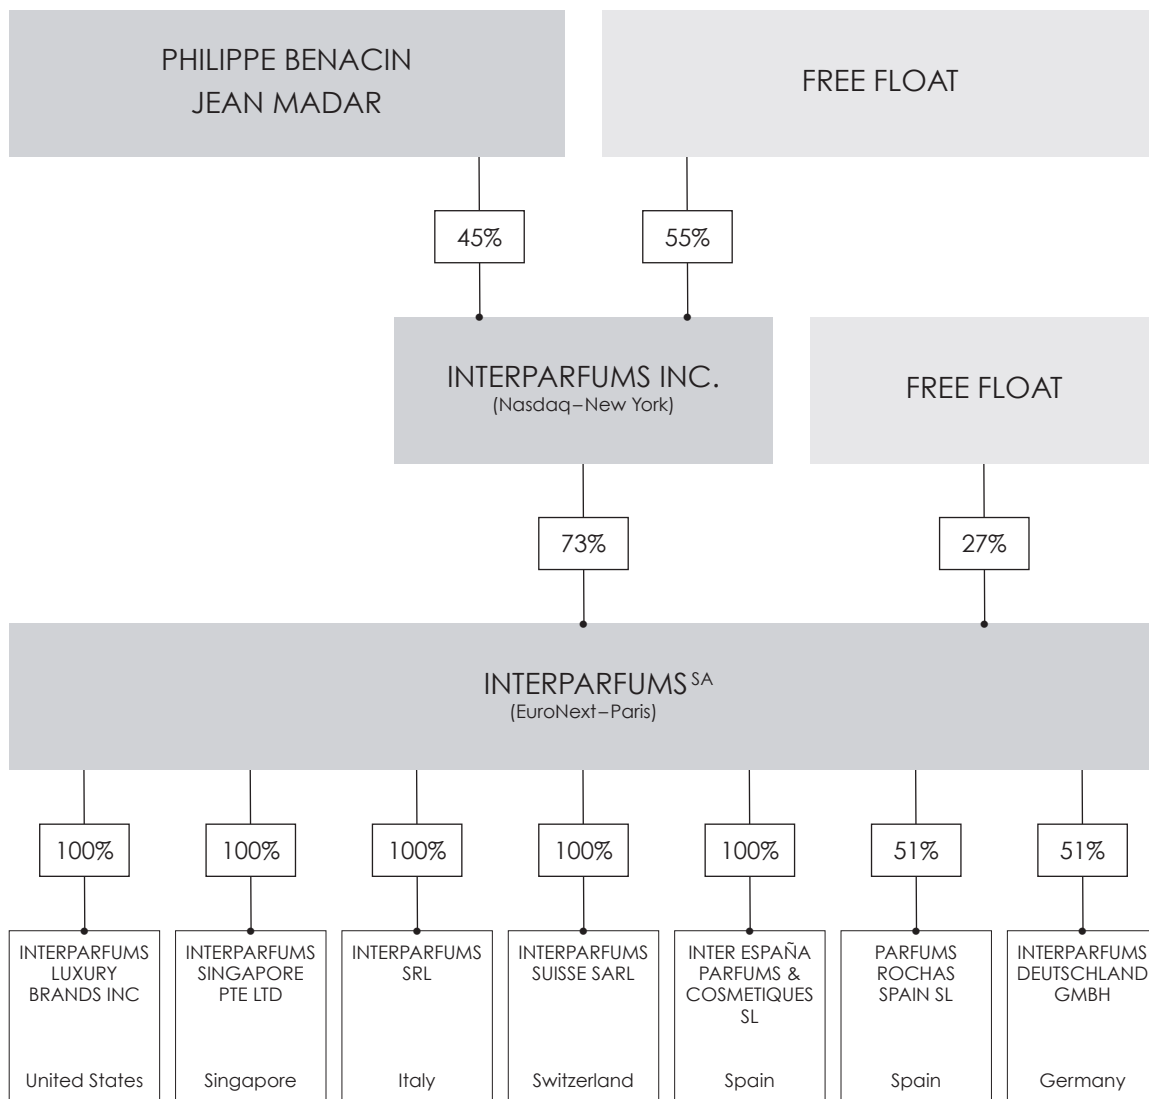 PHILIPPE BENACIN
JEAN MADAR
FREE FLOAT
45%
55%
INTERPARFUMS INC.
(Nasdaq–New York)
FREE FLOAT
73%
27%
INTERPARFUMS SA
(EuroNext–Paris)
100%
100%
100%
100%
100%
51%
51%
INTERPARFUMS
LUXURY
BRANDS INC
United States
INTERPARFUMS
SINGAPORE
PTE LTD
Singapore
INTERPARFUMS
SRL
Italy
INTERPARFUMS
SUISSE SARL
Switzerland
INTER ESPAÑA
PARFUMS &
COSMETIQUES
SL
Spain
PARFUMS
ROCHAS
SPAIN SL
Spain
INTERPARFUMS
DEUTSCHLAND
GMBH
Germany